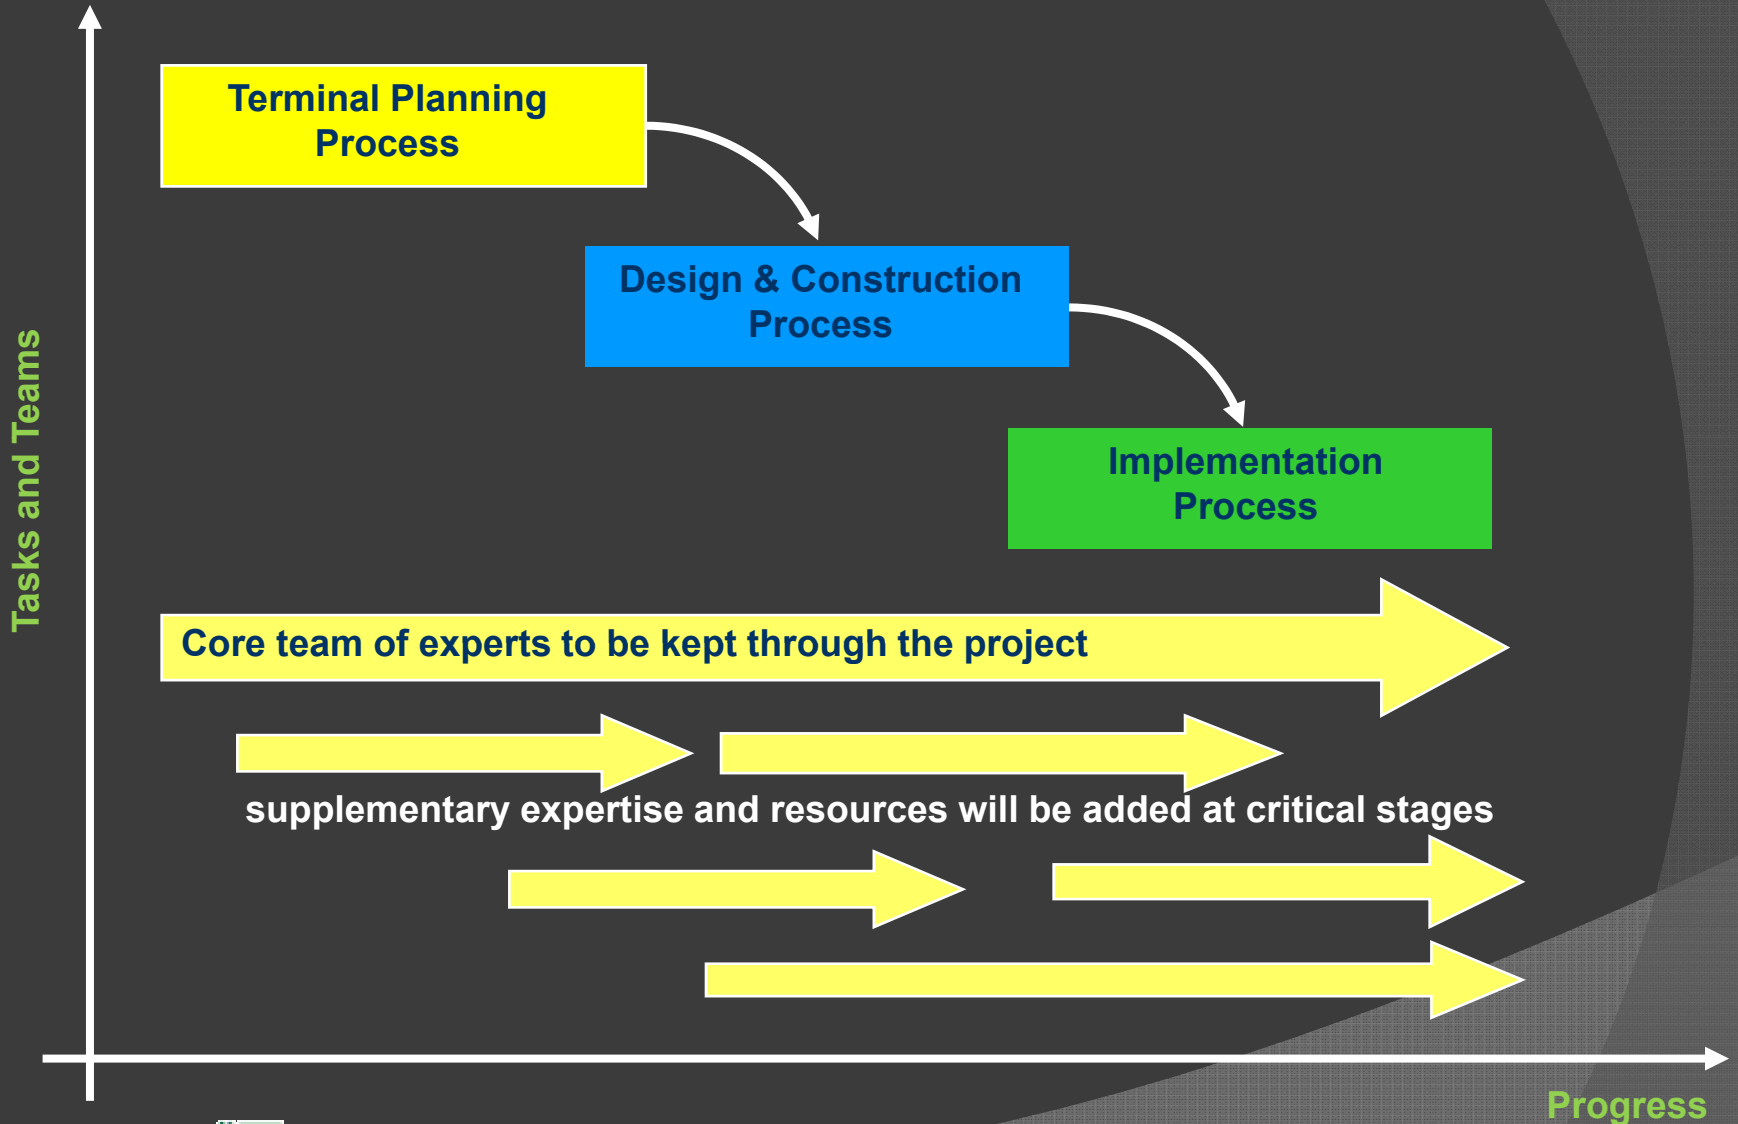 Terminal Planning
Process
Design & Construction
Process
Implementation
Process
Tasks and Teams
Core team of experts to be kept through the project
supplementary expertise and resources will be added at critical stages
Progress